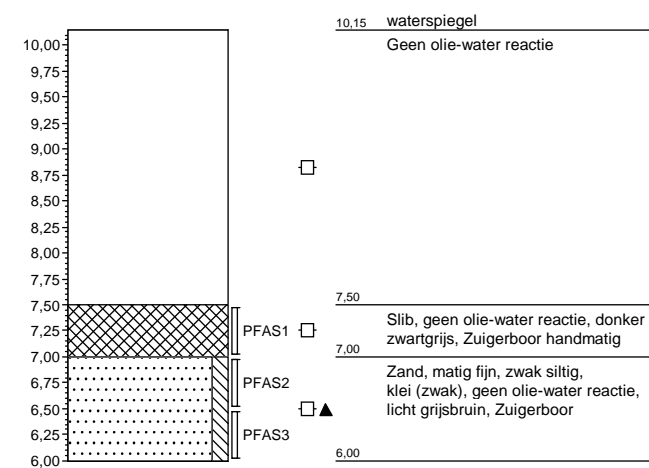 10,15 waterspiegel
10,00
Geen olie-water reactie
9,75
9,50
9,25
9,00
8,75
8,50
8,25
8,00
7,75
7,50
7,50
Slib, geen olie-water reactie, donker
7,25
PFAS1
zwartgrijs, Zuigerboor handmatig
7,00
7,00
Zand, matig fijn, zwak siltig,
6,75
PFAS2
klei (zwak), geen olie-water reactie,
6,50
licht grijsbruin, Zuigerboor
6,25
PFAS3
6,00
6,00